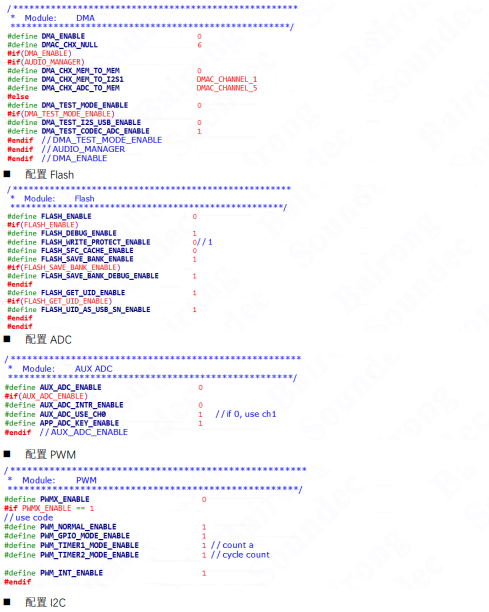 /****************************************************
* Module: DMA
***************************************************/
#define DMA_ENABLE 0
#define DMAC_CHX_NULL 6
#if(DMA_ENABLE)
#if(AUDIO_MANAGER)
#define DMA_CHX_MEM_TO_MEM 0
#define DMA_CHX_MEM_TO_I2S1 DMAC_CHANNEL_1
#define DMA_CHX_ADC_TO_MEM DMAC_CHANNEL_5
#else
#define DMA_TEST_MODE_ENABLE 0
#if(DMA_TEST_MODE_ENABLE)
#define DMA_TEST_I2S_USB_ENABLE 0
#define DMA_TEST_CODEC_ADC_ENABLE 1
#endif //DMA_TEST_MODE_ENABLE
#endif //AUDIO_MANAGER
#endif //DMA_ENABLE
■ 配置 Flash
/***************************************************
* Module: Flash
**************************************************/
#define FLASH_ENABLE 0
#if(FLASH_ENABLE)
#define FLASH_DEBUG_ENABLE 1
#define FLASH_WRITE_PROTECT_ENABLE 0//1
#define FLASH_SFC_CACHE_ENABLE 0
#define FLASH_SAVE_BANK_ENABLE 1
#if(FLASH_SAVE_BANK_ENABLE)
#define FLASH_SAVE_BANK_DEBUG_ENABLE 1
#endif
#define FLASH_GET_UID_ENABLE 1
#if(FLASH_GET_UID_ENABLE)
#define FLASH_UID_AS_USB_SN_ENABLE 1
#endif
#endif
■ 配置 ADC
/*****************************************************
* Module: AUX ADC
****************************************************/
#define AUX_ADC_ENABLE 0
#if(AUX_ADC_ENABLE)
#define AUX_ADC_INTR_ENABLE 0
#define AUX_ADC_USE_CH0 1 //if 0, use ch1
#define APP_ADC_KEY_ENABLE 1
#endif //AUX_ADC_ENABLE
■ 配置 PWM
/******************************************************
* Module: PWM
*****************************************************/
#define PWMX_ENABLE 0
#if PWMX_ENABLE == 1
//use code
#define PWM_NORMAL_ENABLE 1
#define PWM_GPIO_MODE_ENABLE 1
#define PWM_TIMER1_MODE_ENABLE 1 //count a
#define PWM_TIMER2_MODE_ENABLE 1 //cycle count
#define PWM_INT_ENABLE 1
#endif
■ 配置 I2C